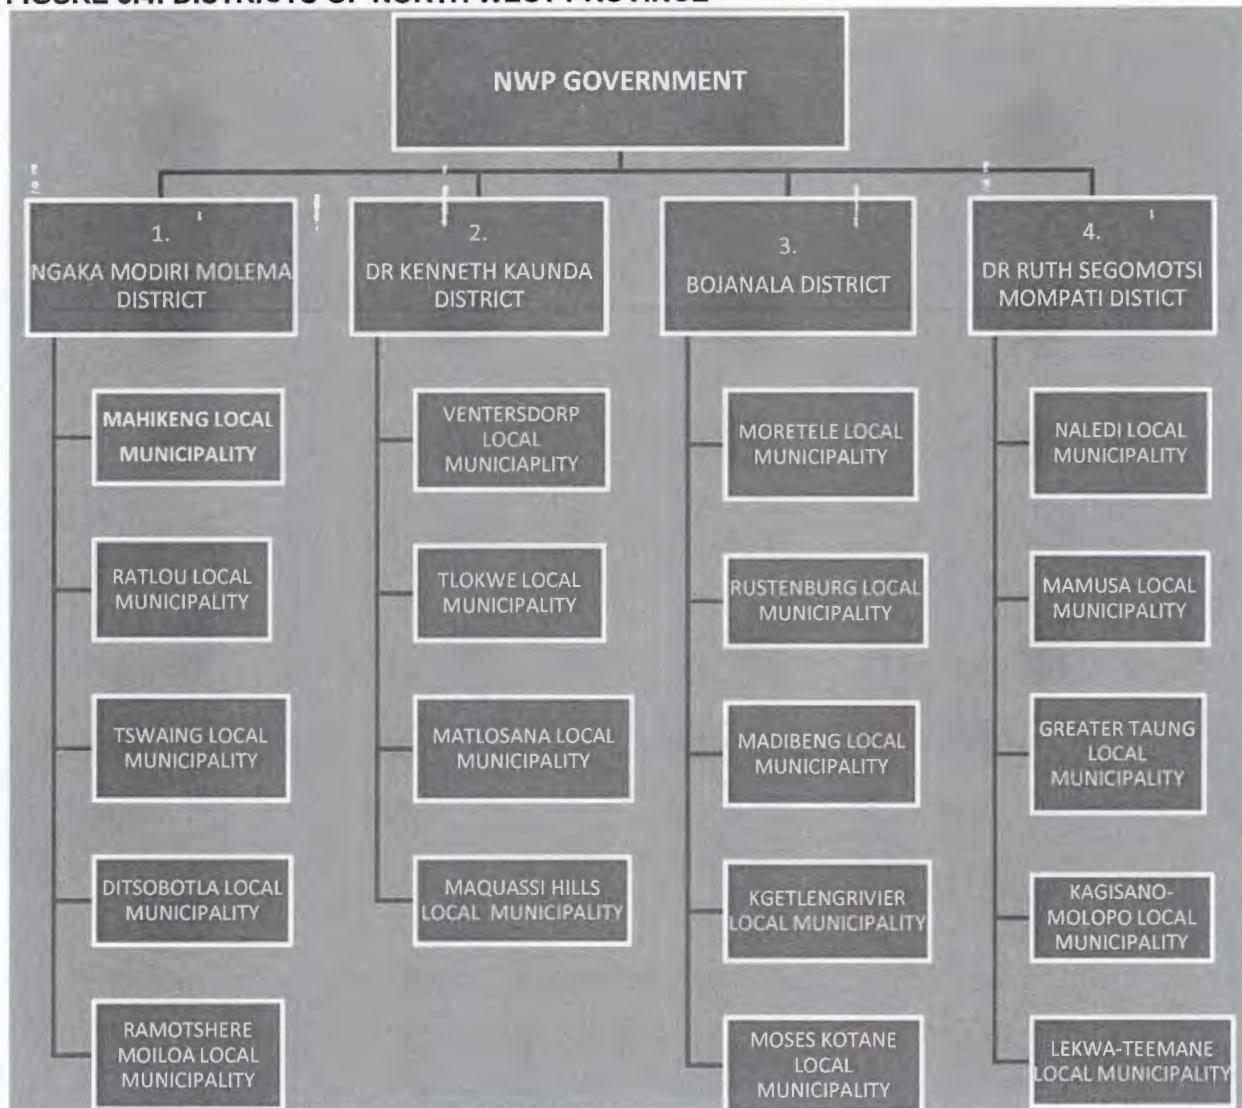 NWP GOVERNMENT
1.
NGAKA MODIRI MOLEMA
DISTRICT
2.
DR KENNETH KAUNDA
DISTRICT
3.
BOJANALA DISTRICT
4.
DR RUTH SEGOMOTSI
MOMPATI DISTICT
MAHIKENG LOCAL
MUNICIPALITY
RATLOU LOCAL
MUNICIPALITY
TSWAING LOCAL
MUNICIPALITY
DITSOBOTLA LOCAL
MUNICIPALITY
RAMOTSHERE
MOILOA LOCAL
MUNICIPALITY
VENTERSDORP
LOCAL
MUNICIAPLITY
TLOKWE LOCAL
MUNICIPALITY
MATLOSANA LOCAL
MUNICIPALITY
MAQUASSI HILLS
LOCAL MUNICIPALITY
MORETELE LOCAL
MUNICIPALITY
RUSTENBURG LOCAL
MUNICIPALITY
MADIBENG LOCAL
MUNICIPALITY
KGETLENGRIVIER
LOCAL MUNICIPALITY
MOSES KOTANE
LOCAL
MUNICIPALITY
NALEDI LOCAL
MUNICIPALITY
MAMUSA LOCAL
MUNICIPALITY
GREATER TAUNG
LOCAL
MUNICIPALITY
KAGISANO-
MOLOPO LOCAL
MUNICIPALITY
LEKWA-TEEMANE
LOCAL MUNICIPALITY